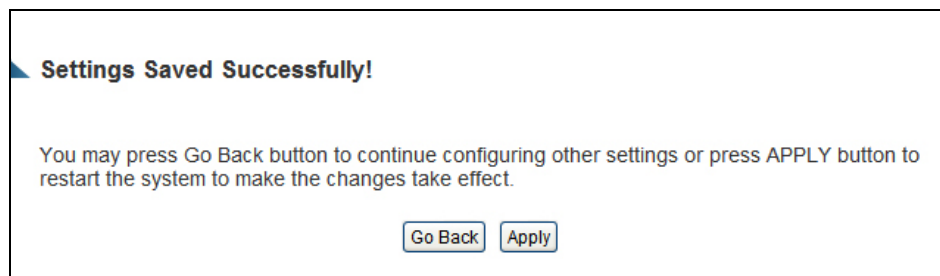 Settings Saved Successfully!
You may press Go Back button to continue configuring other settings or press APPLY button to
restart the system to make the changes take effect.
Go Back Apply